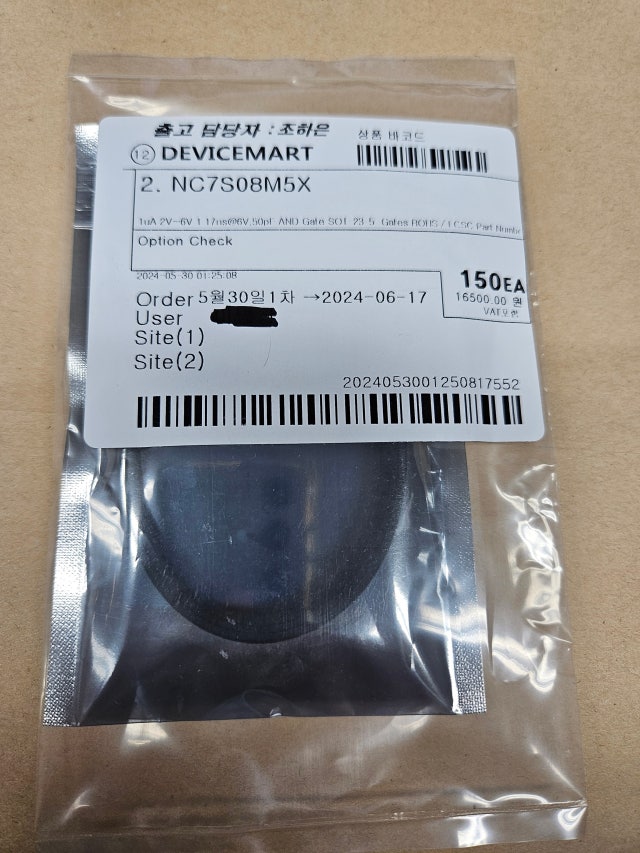 출고 담당자 : 조하은
상품 바코드
12 DEVICEMART
2. NC7S08M5X
1uA 2V~6V 1.17ns@6V,50pF AND Gate SOT-23-5 Gates ROHS / LCSC Part Numbe
Option Check
2024-05-30 01:25:08
150EA
16500.00 원
VAT포함
Order 5월30일1차 →2024-06-17
User
Site(1)
Site(2)
2024053001250817552